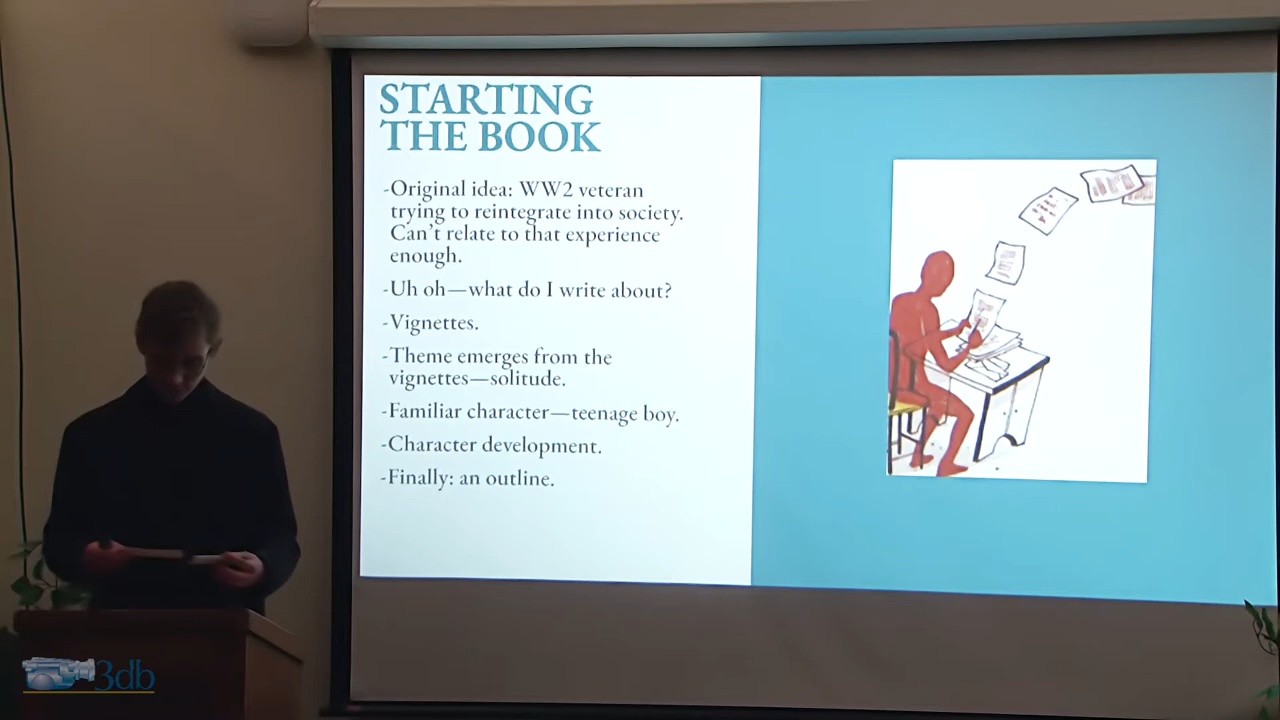 STARTING
THE BOOK
-Original idea: WW2 veteran
trying to reintegrate into society.
Can't relate to that experience
enough.
-Uh oh—what do I write about?
-Vignettes.
-Theme emerges from the
vignettes—solitude.
-Familiar character—teenage boy.
-Character development.
-Finally: an outline.
3db